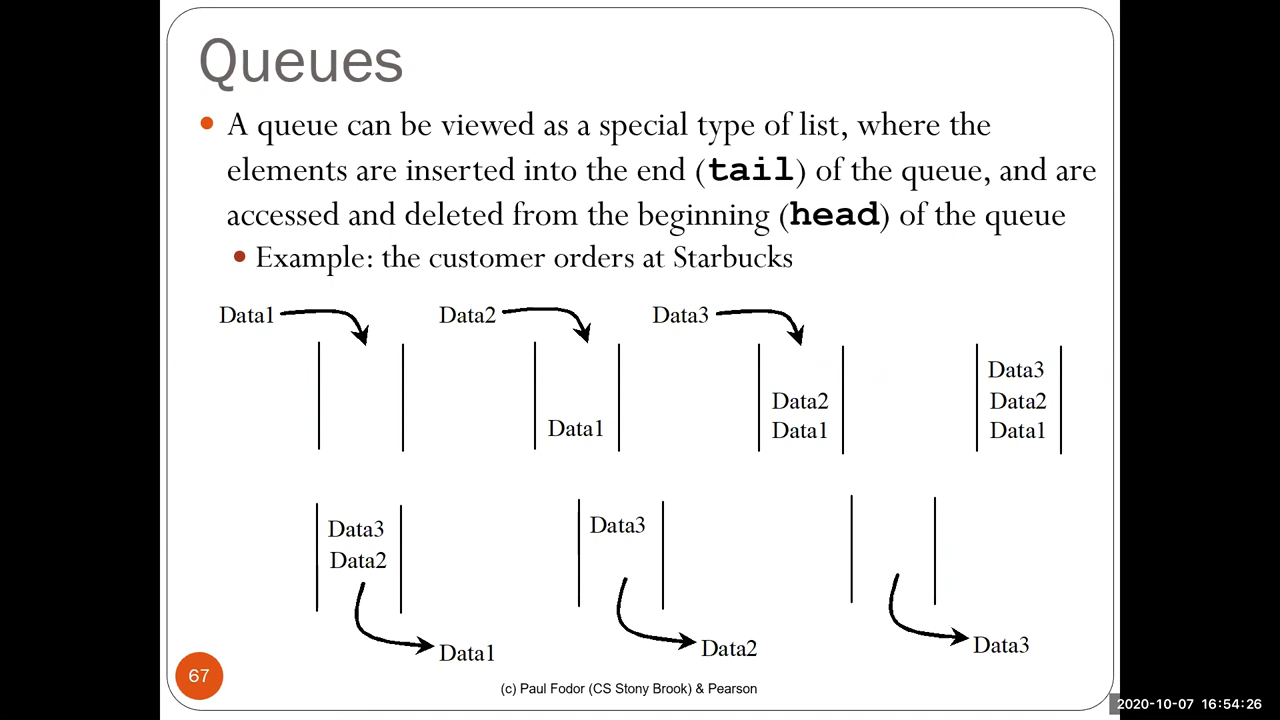 Queues
• A queue can be viewed as a special type of list, where the
elements are inserted into the end (tail) of the queue, and are
accessed and deleted from the beginning (head) of the queue
• Example: the customer orders at Starbucks
Data1
Data2
Data3
Data1
Data2
Data1
Data3
Data2
Data1
Data3
Data2
Data1
Data3
Data2
Data3
67
(c) Paul Fodor (CS Stony Brook) & Pearson
2020-10-07 16:54:26